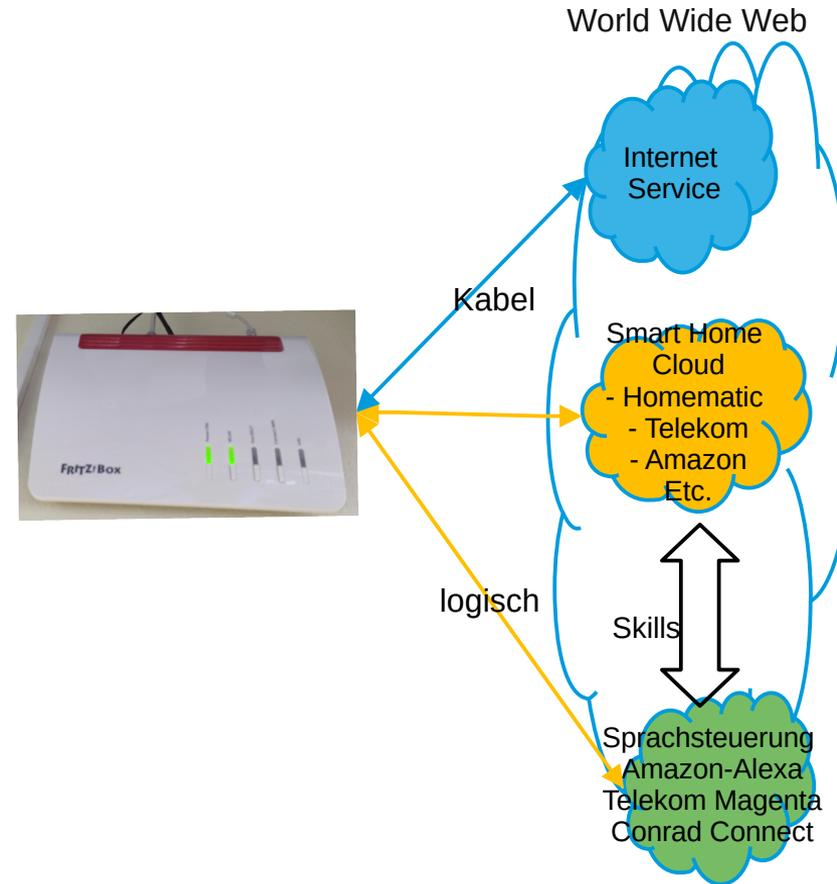 World Wide Web
Internet
Service
Kabel
Smart Home
Cloud
- Homematic
- Telekom
- Amazon
Etc.
FRITZ!Box
logisch
Skills
Sprachsteuerung
Amazon-Alexa
Telekom Magenta
Conrad Connect